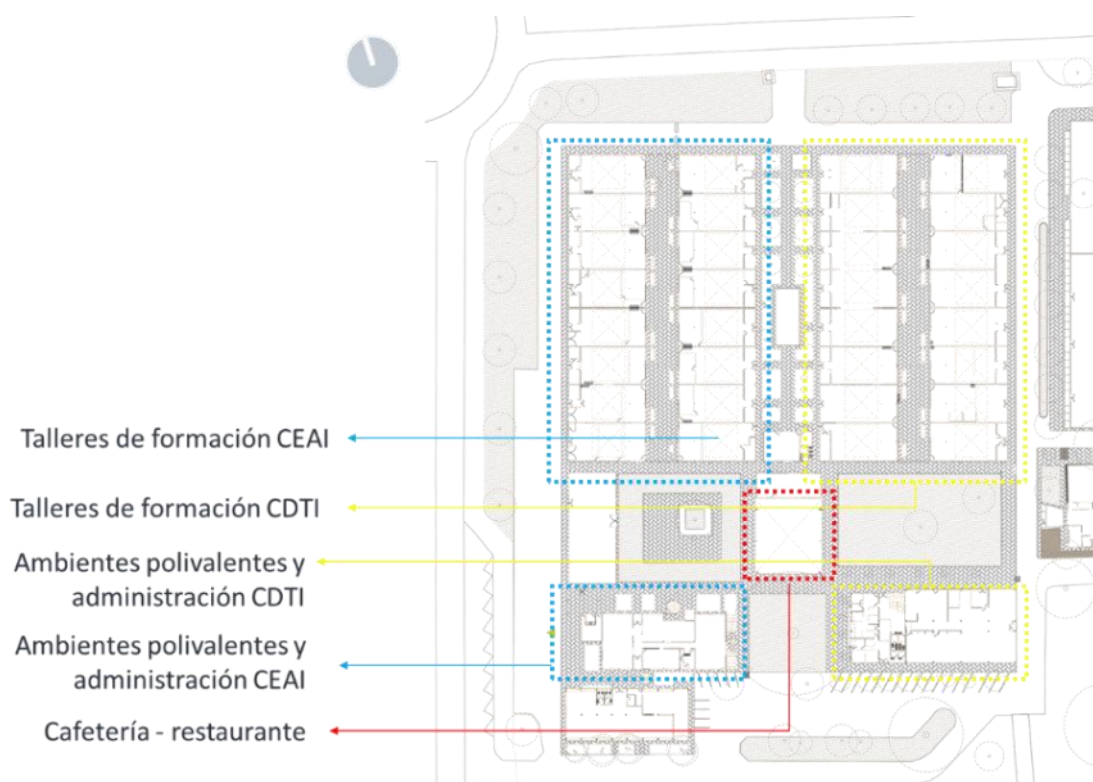 Talleres de formación CEAI
Talleres de formación CDTI
Ambientes polivalentes y
administración CDTI
Ambientes polivalentes y
administración CEAI
Cafetería - restaurante